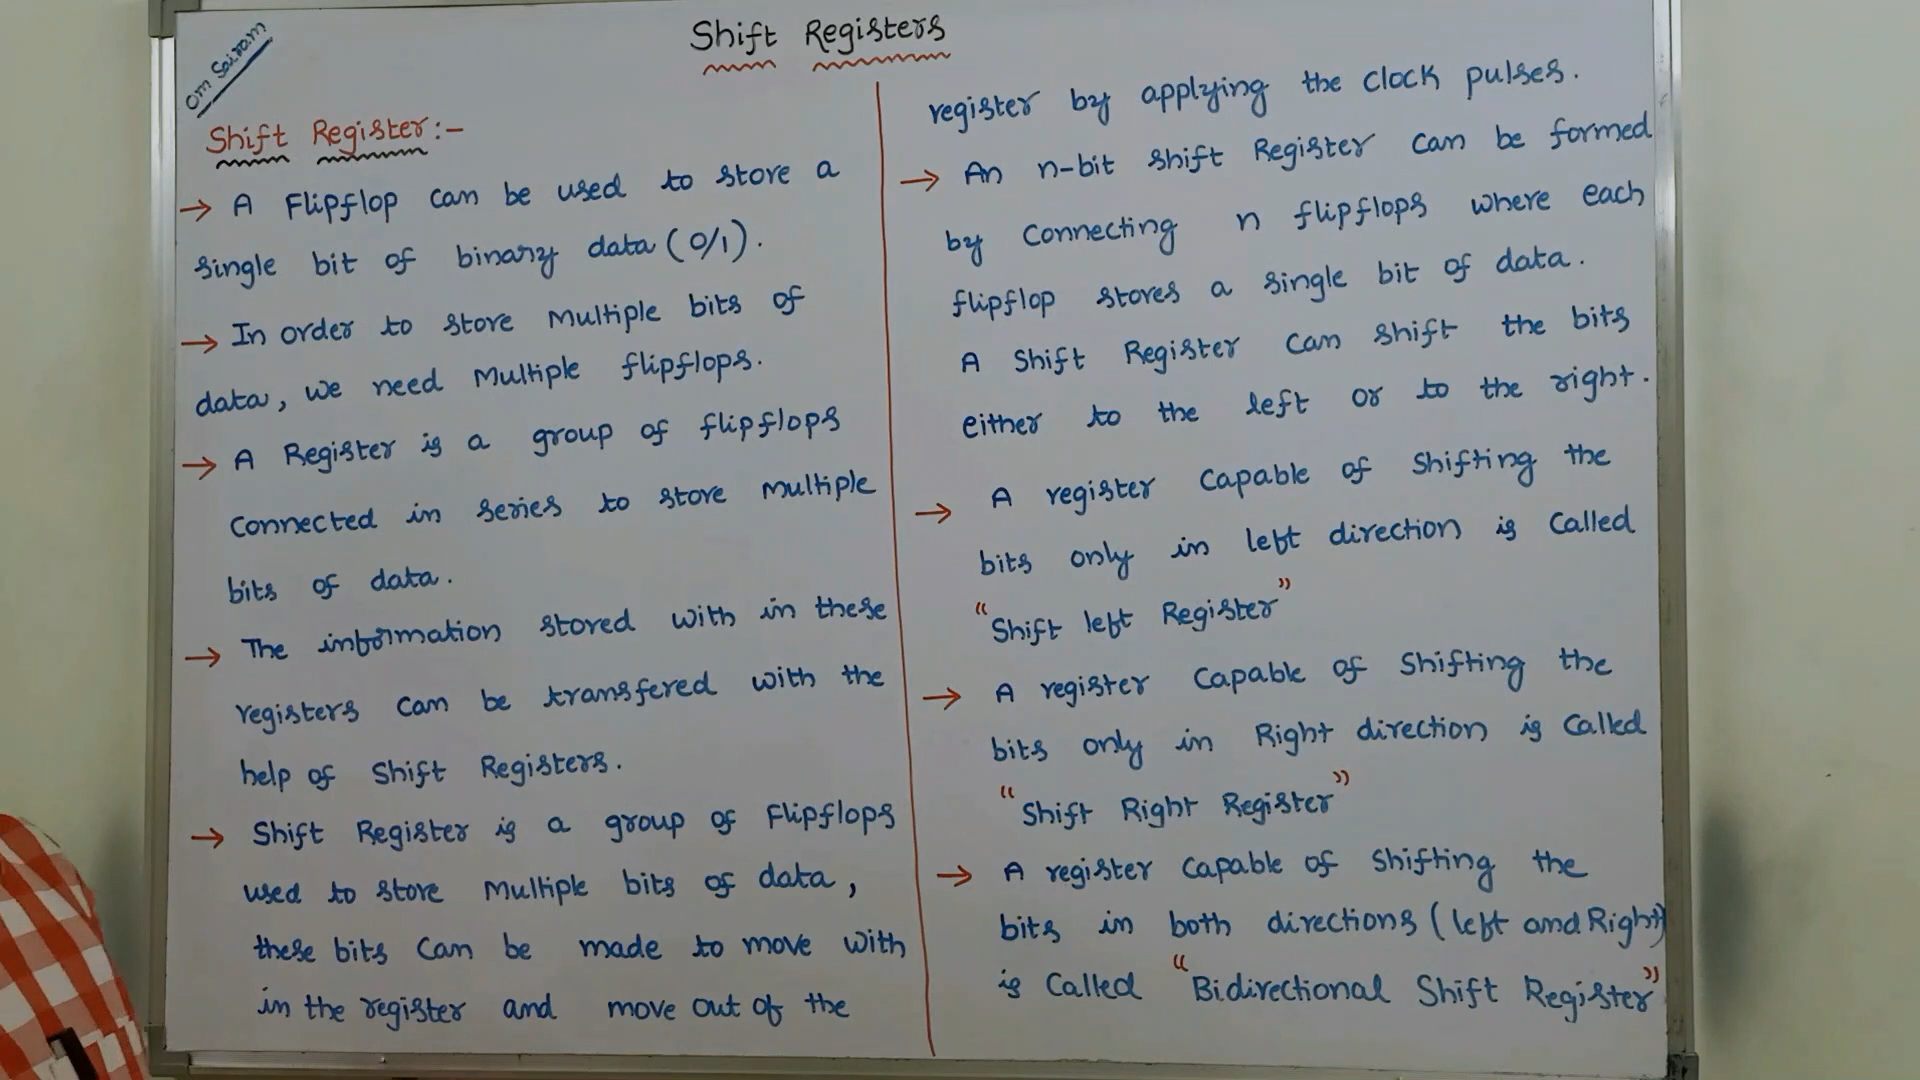 Om Sairam
Shift Registers
Shift Register:-
→ A Flipflop can be used to store a
single bit of binary data (0/1).
→ In order to store Multiple bits of
data, we need Multiple flipflops.
→ A Register is a group of flipflops
Connected in series to store Multiple
bits of data.
→ The information stored with in these
registers can be transfered with the
help of Shift Registers.
→ Shift Register is a group of Flipflops
used to store Multiple bits of data,
these bits Can be made to move with
in the register and move out of the
register by applying the Clock pulses.
→ An n-bit shift Register can be formed
by Connecting n flipflops where each
flipflop stores a single bit of data.
A Shift Register can shift the bits
either to the left or to the right.
→ A register Capable of Shifting the
bits only in left direction is Called
"Shift left Register"
→ A register Capable of Shifting the
bits only in Right direction is Called
"Shift Right Register"
→ A register Capable of Shifting the
bits in both directions (left and Right)
is Called "Bidirectional Shift Register"